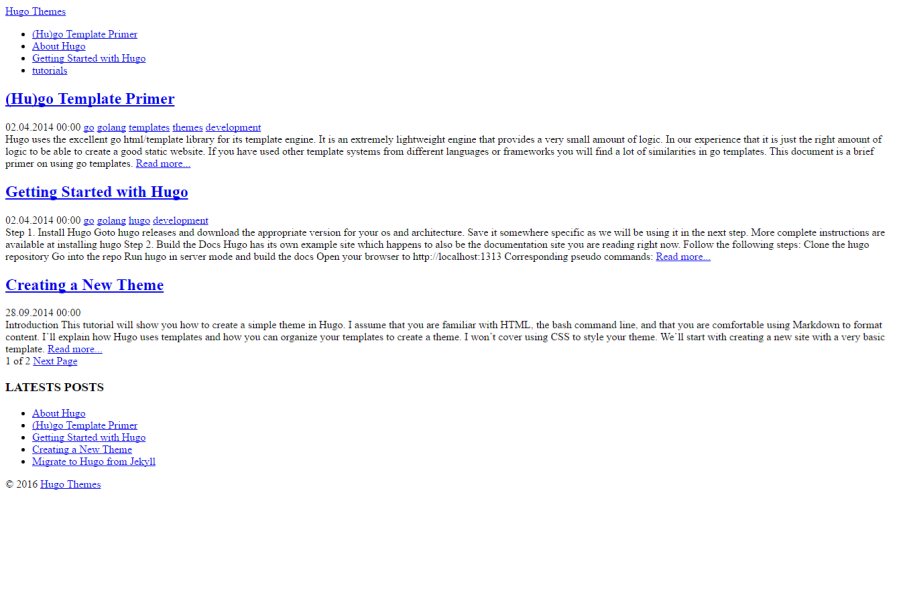 Hugo Themes
(Hu)go Template Primer
About Hugo
Getting Started with Hugo
tutorials
(Hu)go Template Primer
02.04.2014 00:00 go golang templates themes development
Hugo uses the excellent go html/template library for its template engine. It is an extremely lightweight engine that provides a very small amount of logic. In our experience that it is just the right amount of
logic to be able to create a good static website. If you have used other template systems from different languages or frameworks you will find a lot of similarities in go templates. This document is a brief
primer on using go templates. Read more...
Getting Started with Hugo
02.04.2014 00:00 go golang hugo development
Step 1. Install Hugo Goto hugo releases and download the appropriate version for your os and architecture. Save it somewhere specific as we will be using it in the next step. More complete instructions are
available at installing hugo Step 2. Build the Docs Hugo has its own example site which happens to also be the documentation site you are reading right now. Follow the following steps: Clone the hugo
repository Go into the repo Run hugo in server mode and build the docs Open your browser to http://localhost:1313 Corresponding pseudo commands: Read more...
Creating a New Theme
28.09.2014 00:00
Introduction This tutorial will show you how to create a simple theme in Hugo. I assume that you are familiar with HTML, the bash command line, and that you are comfortable using Markdown to format
content. I'll explain how Hugo uses templates and how you can organize your templates to create a theme. I won't cover using CSS to style your theme. We'll start with creating a new site with a very basic
template. Read more...
1 of 2 Next Page
LATESTS POSTS
About Hugo
(Hu)go Template Primer
Getting Started with Hugo
Creating a New Theme
Migrate to Hugo from Jekyll
© 2016 Hugo Themes